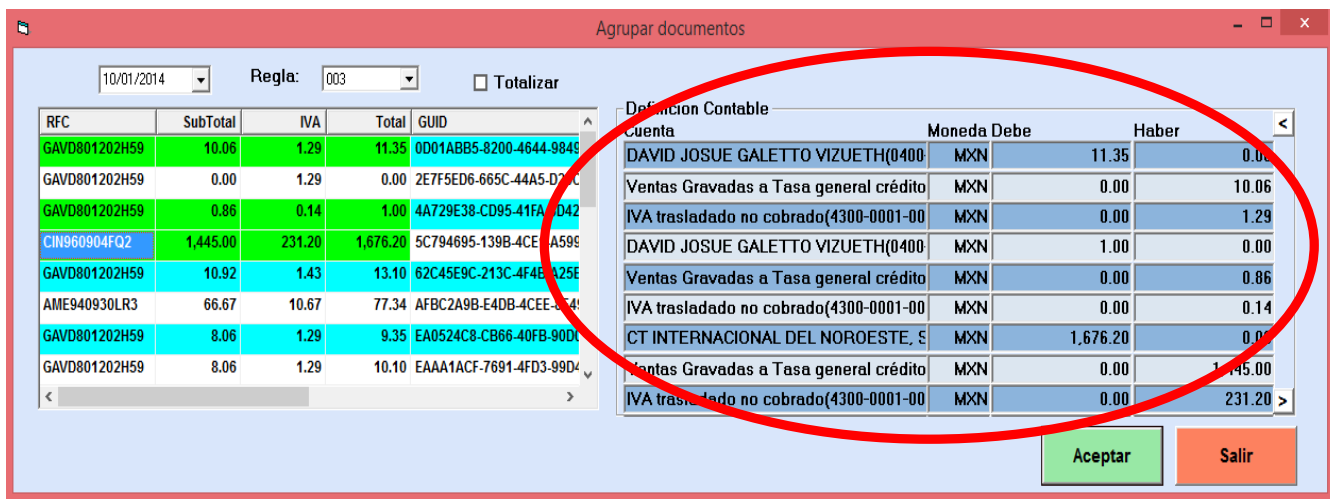 Agrupar documentos
10/01/2014 Regla: 003 Totalizar
RFC SubTotal IVA Total GUID
GAVD801202H59 10.06 1.29 11.35 0D01ABB5-8200-4644-9849
GAVD801202H59 0.00 1.29 0.00 2E7F5ED6-665C-44A5-
GAVD801202H59 0.86 0.14 1.00 4A729E38-CD95-41FA
CIN960904FQ2 1,445.00 231.20 1,676.20 5C794695-139B-4CE A599
GAVD801202H59 10.92 1.43 13.10 62C45E9C-213C-4F4E A25E
AME940930LR3 66.67 10.67 77.34 AFBC2A9B-E4DB-4CEE-
GAVD801202H59 8.06 1.29 9.35 EA0524C8-CB66-40FB-90D
GAVD801202H59 8.06 1.29 10.10 EAAA1ACF-7691-4FD3-99D4
Definicion Contable
Cuenta Moneda Debe Haber
DAVID JOSUE GALETTO VIZUETH(0400- MXN 11.35 0.00
Ventas Gravadas a Tasa general crédito MXN 0.00 10.06
IVA trasladado no cobrado(4300-0001-00 MXN 0.00 1.29
DAVID JOSUE GALETTO VIZUETH(0400- MXN 1.00 0.00
Ventas Gravadas a Tasa general crédito MXN 0.00 0.86
IVA trasladado no cobrado(4300-0001-00 MXN 0.00 0.14
CT INTERNACIONAL DEL NOROESTE, S MXN 1,676.20 0.00
Ventas Gravadas a Tasa general crédito MXN 0.00 1,445.00
IVA trasladado no cobrado(4300-0001-00 MXN 0.00 231.20
Aceptar Salir